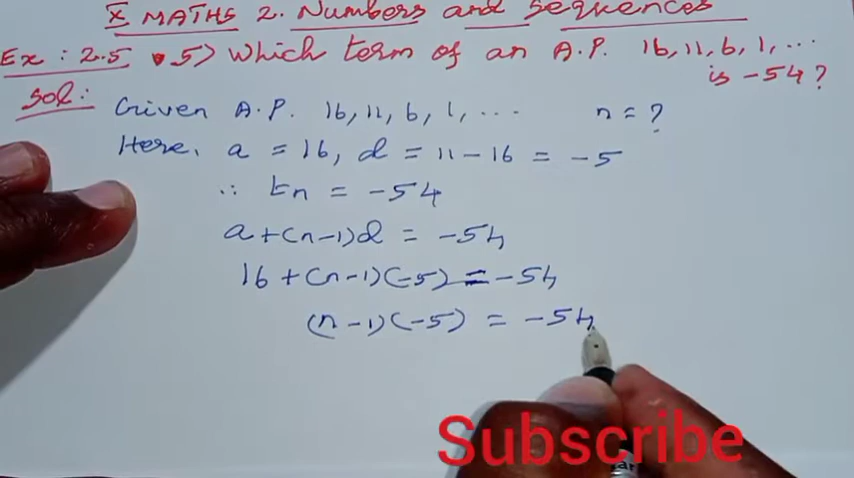 X MATHS 2. Numbers and Sequences
Ex: 2.5 5) Which term of an A.P. 16, 11, 6, 1, ...
is -54?
Sol: Given A.P. 16, 11, 6, 1, ... n = ?
Here, a = 16, d = 11 - 16 = -5
∴ tn = -54
a + (n-1)d = -54
16 + (n-1)(-5) = -54
(n-1)(-5) = -54
Subscribe